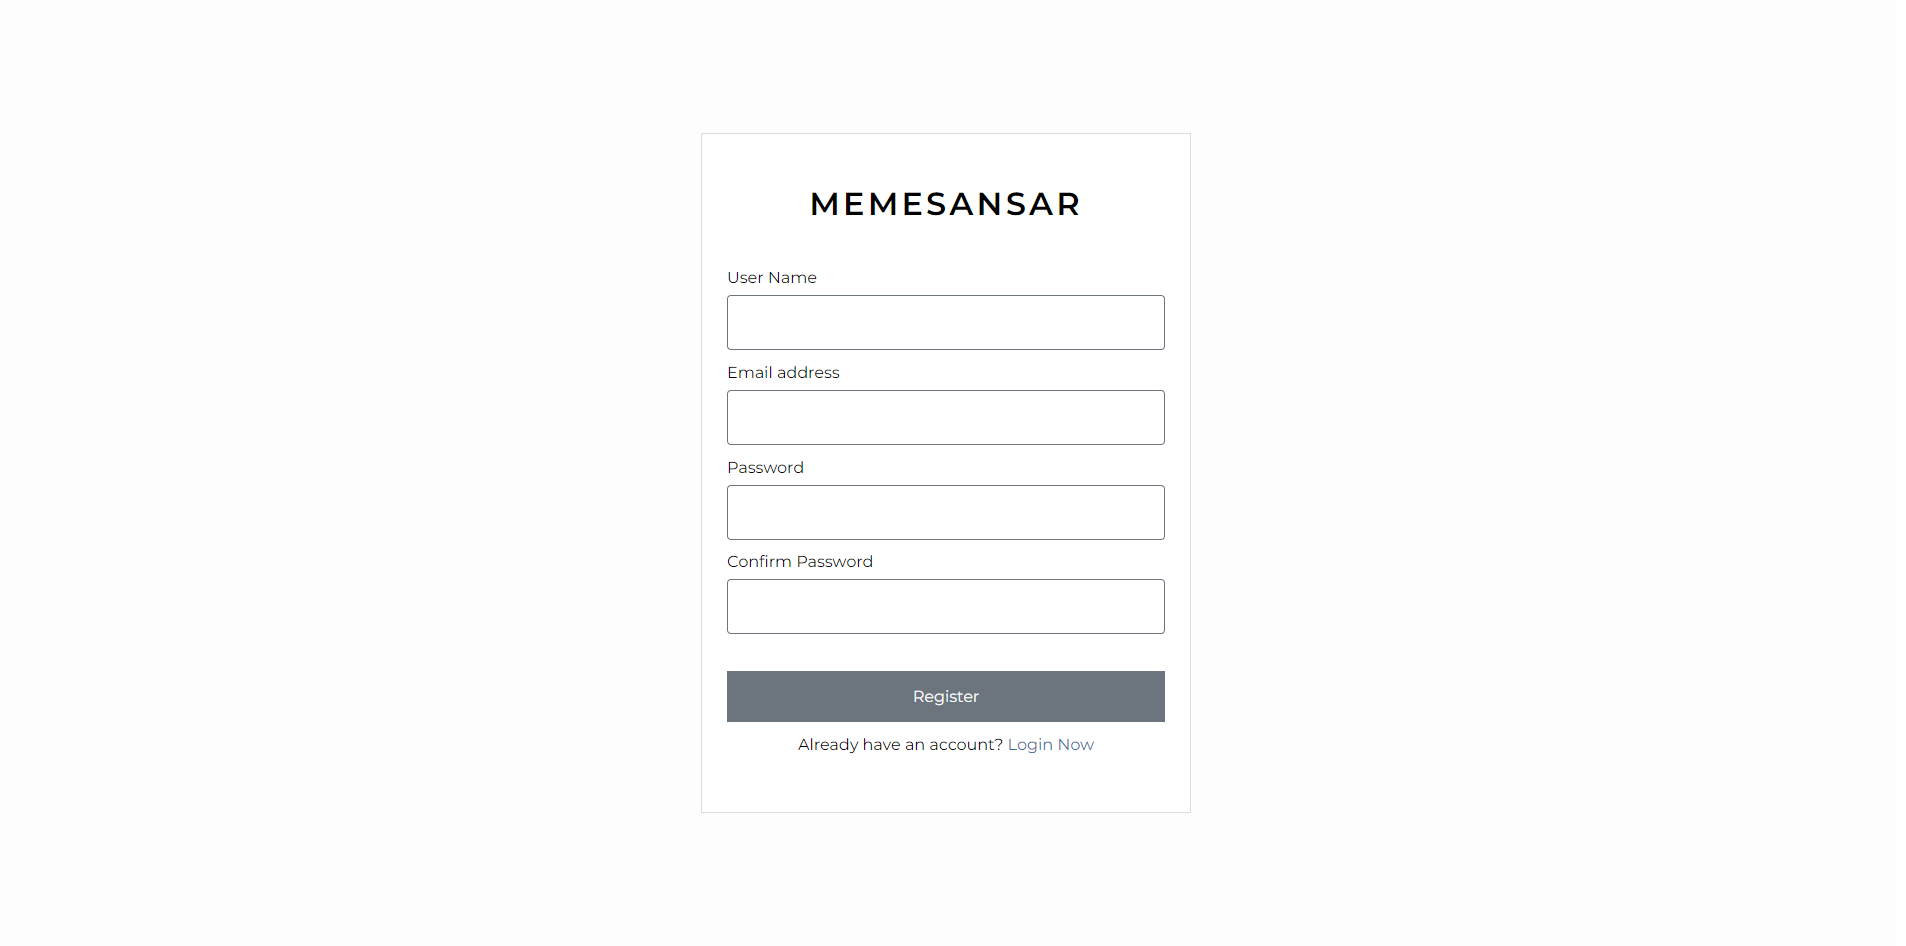 MEMESANSAR
User Name
Email address
Password
Confirm Password
Register
Already have an account? Login Now